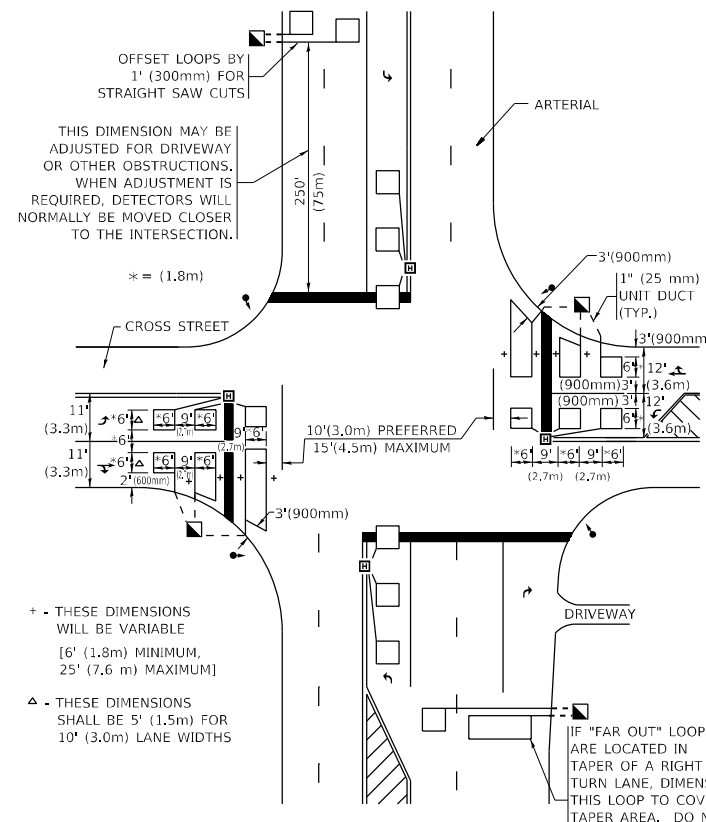 OFFSET LOOPS BY
1' (300mm) FOR
STRAIGHT SAW CUTS
ARTERIAL
THIS DIMENSION MAY BE
ADJUSTED FOR DRIVEWAY
OR OTHER OBSTRUCTIONS.
WHEN ADJUSTMENT IS
REQUIRED, DETECTORS WILL
NORMALLY BE MOVED CLOSER
TO THE INTERSECTION.
250'
(75m)
* = (1.8m)
H
3'(900mm)
1" (25 mm)
UNIT DUCT
(TYP.)
CROSS STREET
3'(900mm
6' 12'
(900mm) 3' (3.6m)
(900mm) 3' 12'
6' (3.6m)
H
*6' 9' *6' 9' *6'
(2.7m) (2.7m)
H
11'
(3.3m)
*6' *6' 9' *6'
*6'
9' *6'
(2.7m)
11'
(3.3m)
*6' *6' 9' *6'
2' (600mm)
10'(3.0m) PREFERRED
15'(4.5m) MAXIMUM
3'(900mm)
H
+ - THESE DIMENSIONS
WILL BE VARIABLE
[6' (1.8m) MINIMUM,
25' (7.6 m) MAXIMUM]
DRIVEWAY
Δ - THESE DIMENSIONS
SHALL BE 5' (1.5m) FOR
10' (3.0m) LANE WIDTHS
IF "FAR OUT" LOOP
ARE LOCATED IN
TAPER OF A RIGHT
TURN LANE, DIMENS
THIS LOOP TO COV
TAPER AREA. DO N